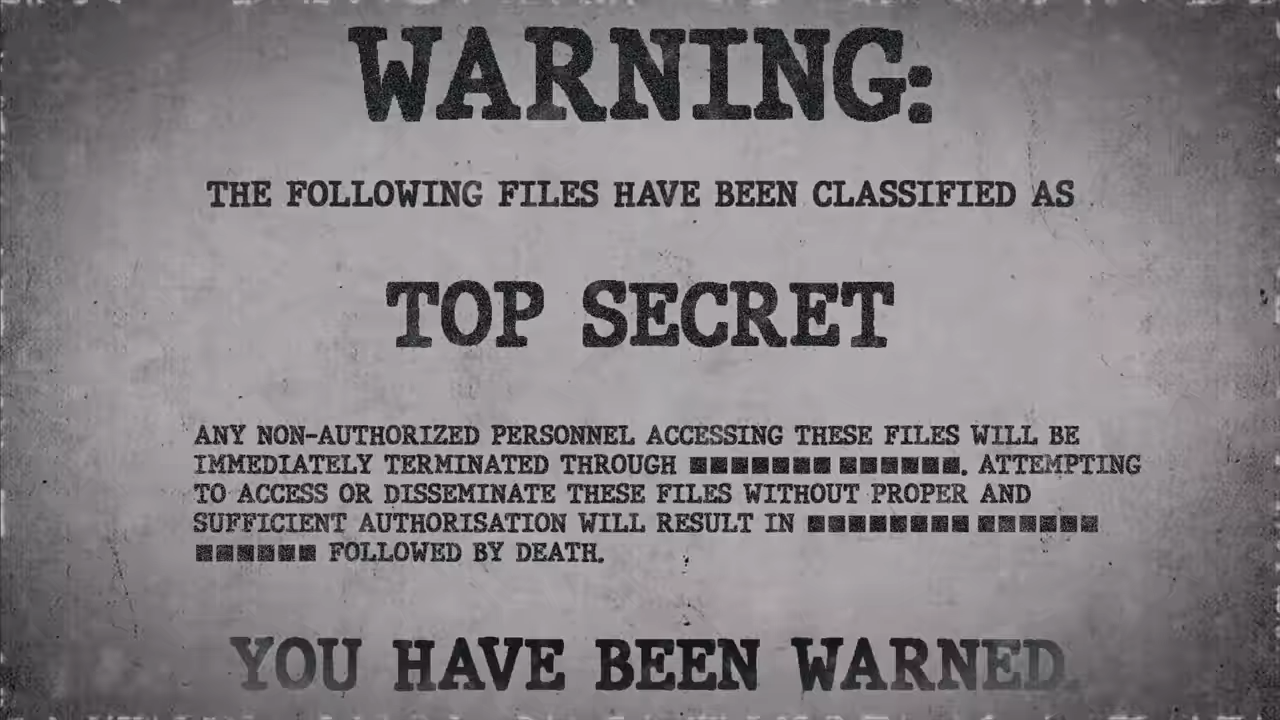 WARNING:
THE FOLLOWING FILES HAVE BEEN CLASSIFIED AS
TOP SECRET
ANY NON-AUTHORIZED PERSONNEL ACCESSING THESE FILES WILL BE
IMMEDIATELY TERMINATED THROUGH ■■■■■■■ ■■■■■■. ATTEMPTING
TO ACCESS OR DISSEMINATE THESE FILES WITHOUT PROPER AND
SUFFICIENT AUTHORISATION WILL RESULT IN ■■■■■■■■ ■■■■■■
■■■■■■ FOLLOWED BY DEATH.
YOU HAVE BEEN WARNED.